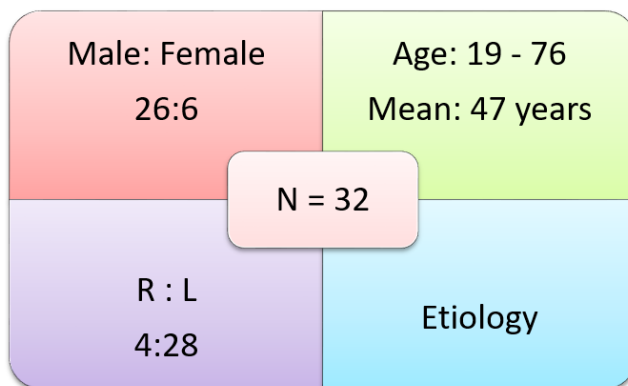 Male: Female
26:6
Age: 19 - 76
Mean: 47 years
N = 32
R : L
4:28
Etiology